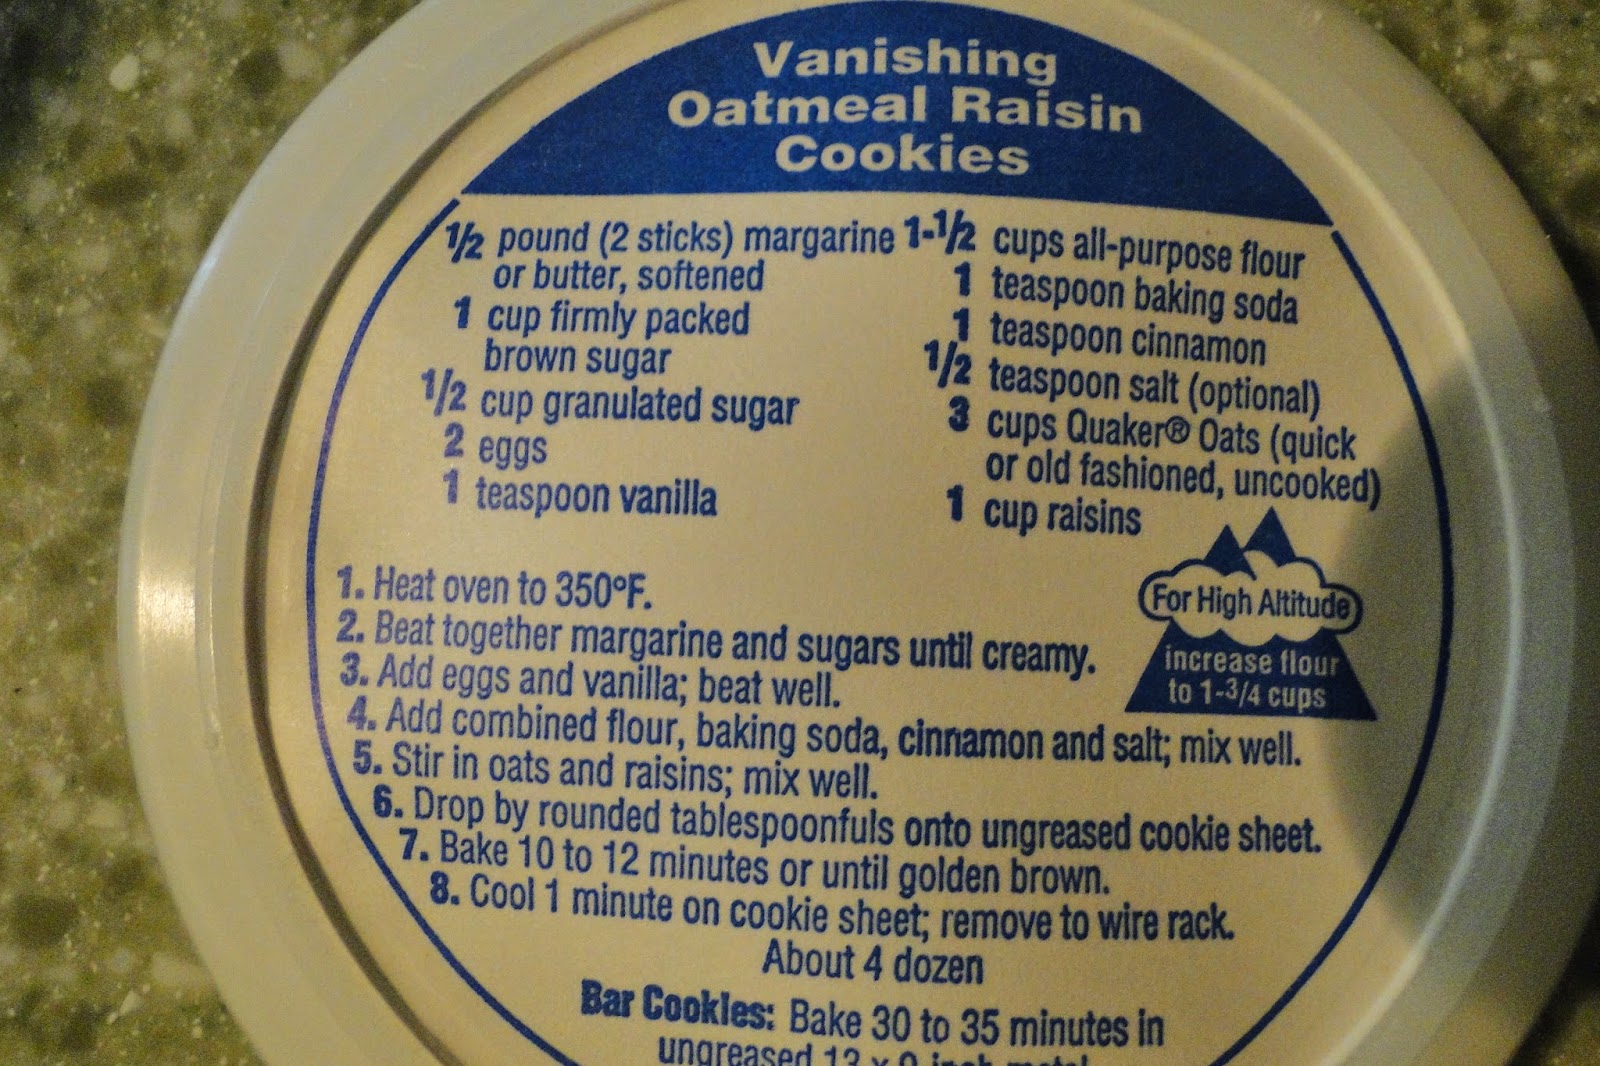 Vanishing
Oatmeal Raisin
Cookies
1/2 pound (2 sticks) margarine
or butter, softened
1 cup firmly packed
brown sugar
1/2 cup granulated sugar
2 eggs
1 teaspoon vanilla
1-1/2 cups all-purpose flour
1 teaspoon baking soda
1 teaspoon cinnamon
1/2 teaspoon salt (optional)
3 cups Quaker® Oats (quick
or old fashioned, uncooked)
1 cup raisins
For High Altitude
increase flour
to 1-3/4 cups
1. Heat oven to 350°F.
2. Beat together margarine and sugars until creamy.
3. Add eggs and vanilla; beat well.
4. Add combined flour, baking soda, cinnamon and salt; mix well.
5. Stir in oats and raisins; mix well.
6. Drop by rounded tablespoonfuls onto ungreased cookie sheet.
7. Bake 10 to 12 minutes or until golden brown.
8. Cool 1 minute on cookie sheet; remove to wire rack.
About 4 dozen
Bar Cookies: Bake 30 to 35 minutes in
ungreased 13 x 9-inch metal